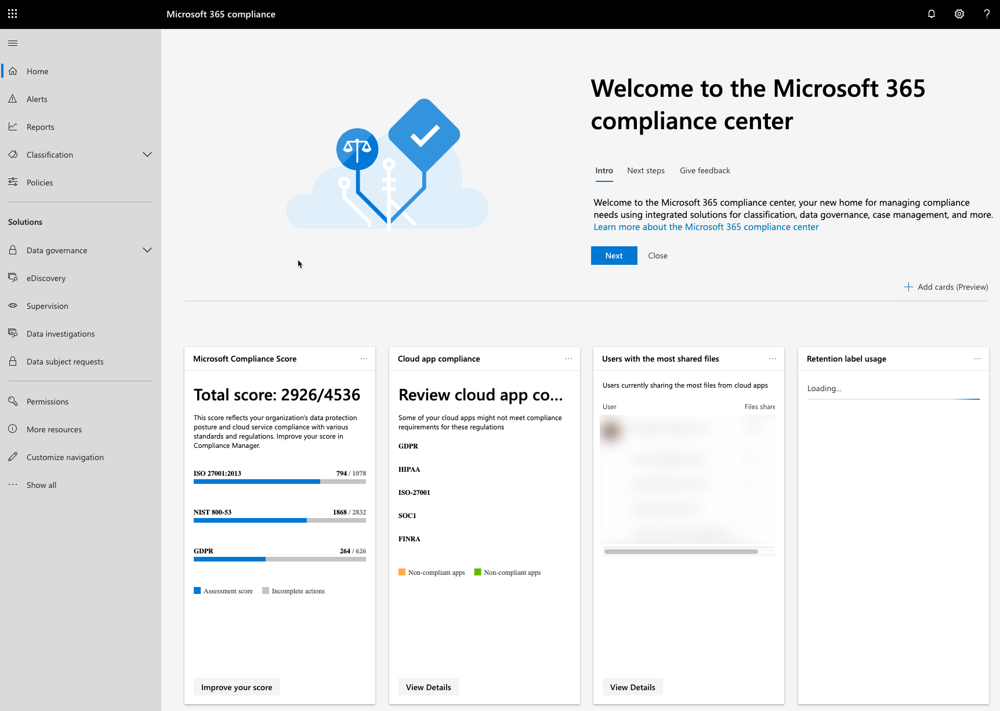 Microsoft 365 compliance
?
Home
Alerts
Reports
Classification
Policies
Solutions
Data governance
eDiscovery
Supervision
Data investigations
Data subject requests
Permissions
More resources
Customize navigation
Show all
Welcome to the Microsoft 365
compliance center
Intro Next steps Give feedback
Welcome to the Microsoft 365 compliance center, your new home for managing compliance
needs using integrated solutions for classification, data governance, case management, and more.
Learn more about the Microsoft 365 compliance center
Next Close
Add cards (Preview)
Microsoft Compliance Score
Total score: 2926/4536
This score reflects your organization's data protection
posture and cloud service compliance with various
standards and regulations. Improve your score in
Compliance Manager.
ISO 27001:2013 794 / 1078
NIST 800-53 1868 / 2832
GDPR 264 / 626
Assessment score Incomplete actions
Improve your score
Cloud app compliance
Review cloud app co...
Some of your cloud apps might not meet compliance
requirements for these regulations
GDPR
HIPAA
ISO-27001
SOC1
FINRA
Non-compliant apps Non-compliant apps
View Details
Users with the most shared files
Users currently sharing the most files from cloud apps
User Files share
View Details
Retention label usage
Loading...